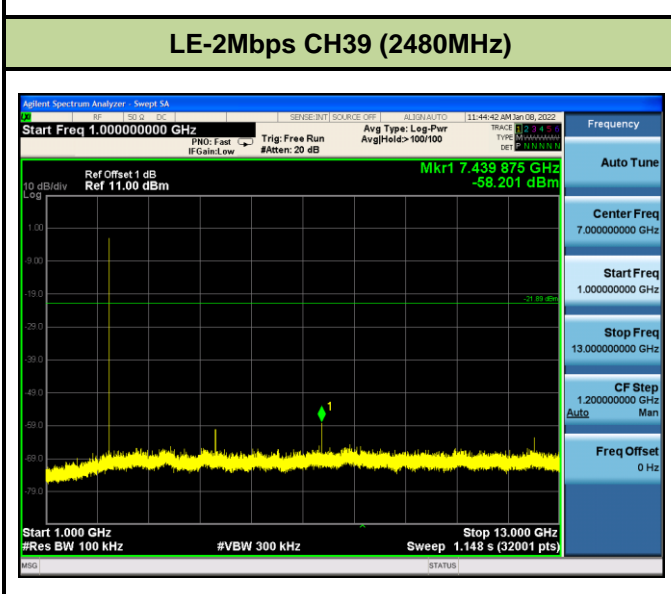 LE-2Mbps CH39 (2480MHz)
Agilent Spectrum Analyzer - Swept SA
RF 50 Ω DC SENSE:INT SOURCE OFF ALIGN AUTO 11:44:42 AM Jan 08, 2022
Start Freq 1.000000000 GHz
PNO: Fast
IFGain:Low
Trig: Free Run
#Atten: 20 dB
Avg Type: Log-Pwr
Avg|Hold:>100/100
TRACE 1 2 3 4 5 6
TYPE M
DET P N N N N N
Mkr1 7.439 875 GHz
-58.201 dBm
Ref Offset 1 dB
10 dB/div Ref 11.00 dBm
Log
1.00
-9.00
-19.0
-21.89 dBm
-29.0
-39.0
-49.0
-59.0
-69.0
-79.0
1
Start 1.000 GHz Stop 13.000 GHz
#Res BW 100 kHz #VBW 300 kHz Sweep 1.148 s (32001 pts)
MSG STATUS
Frequency
Auto Tune
Center Freq
7.000000000 GHz
Start Freq
1.000000000 GHz
Stop Freq
13.000000000 GHz
CF Step
1.200000000 GHz
Auto Man
Freq Offset
0 Hz